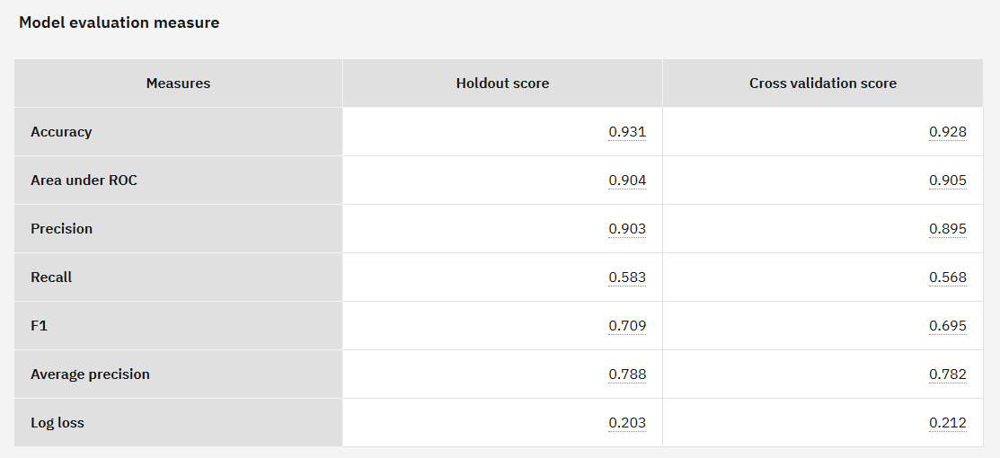 Model evaluation measure
Measures Holdout score Cross validation score
Accuracy 0.931 0.928
Area under ROC 0.904 0.905
Precision 0.903 0.895
Recall 0.583 0.568
F1 0.709 0.695
Average precision 0.788 0.782
Log loss 0.203 0.212